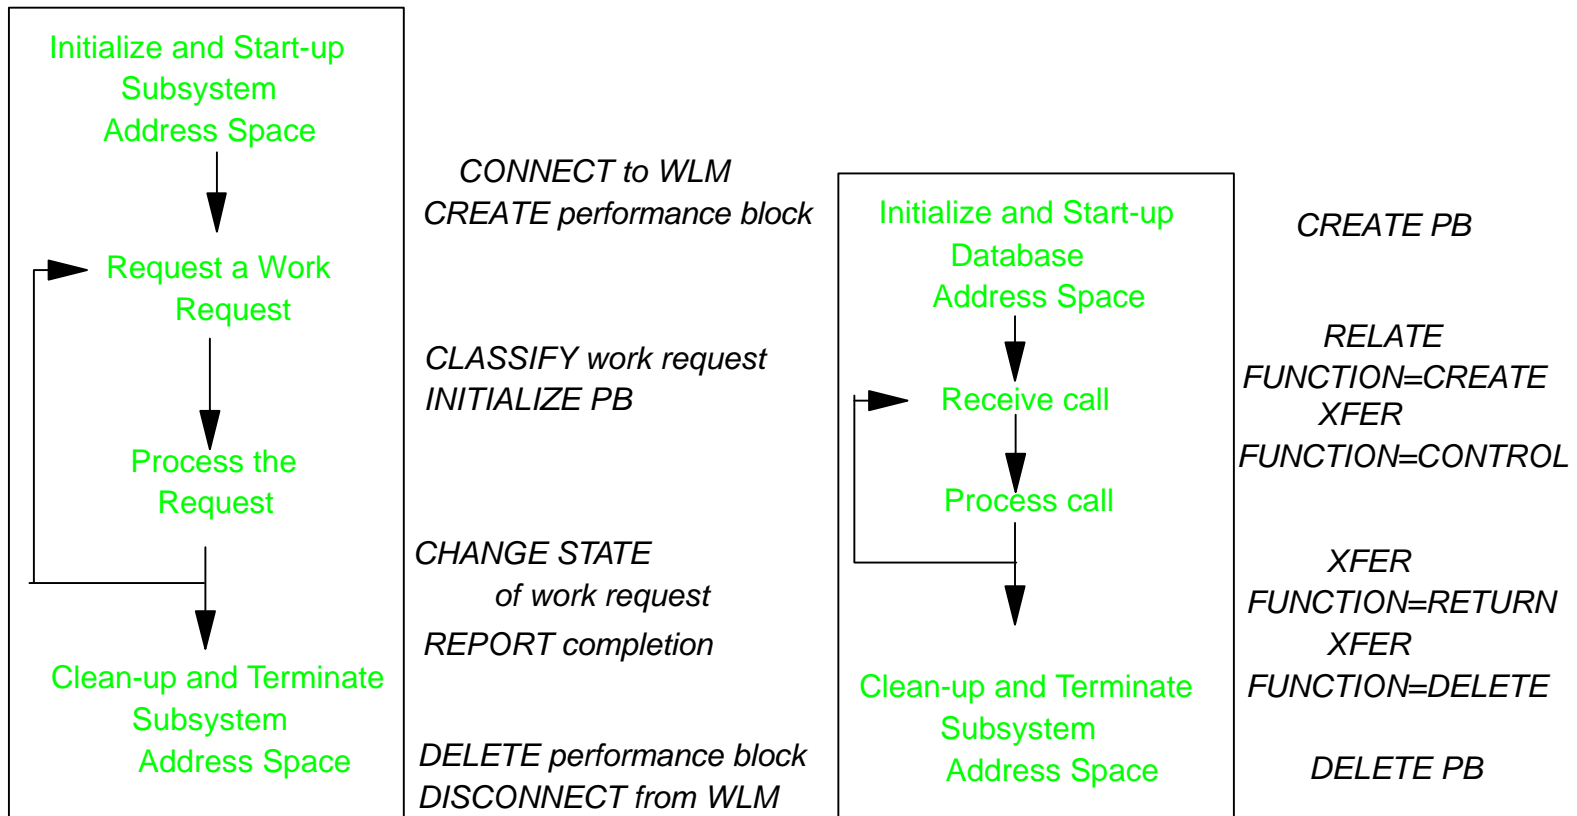 Initialize and Start-up
Subsystem
Address Space
Request a Work
Request
Process the
Request
Clean-up and Terminate
Subsystem
Address Space
CONNECT to WLM
CREATE performance block
CLASSIFY work request
INITIALIZE PB
CHANGE STATE
of work request
REPORT completion
DELETE performance block
DISCONNECT from WLM
Initialize and Start-up
Database
Address Space
Receive call
Process call
Clean-up and Terminate
Subsystem
Address Space
CREATE PB
RELATE
FUNCTION=CREATE
XFER
FUNCTION=CONTROL
XFER
FUNCTION=RETURN
XFER
FUNCTION=DELETE
DELETE PB